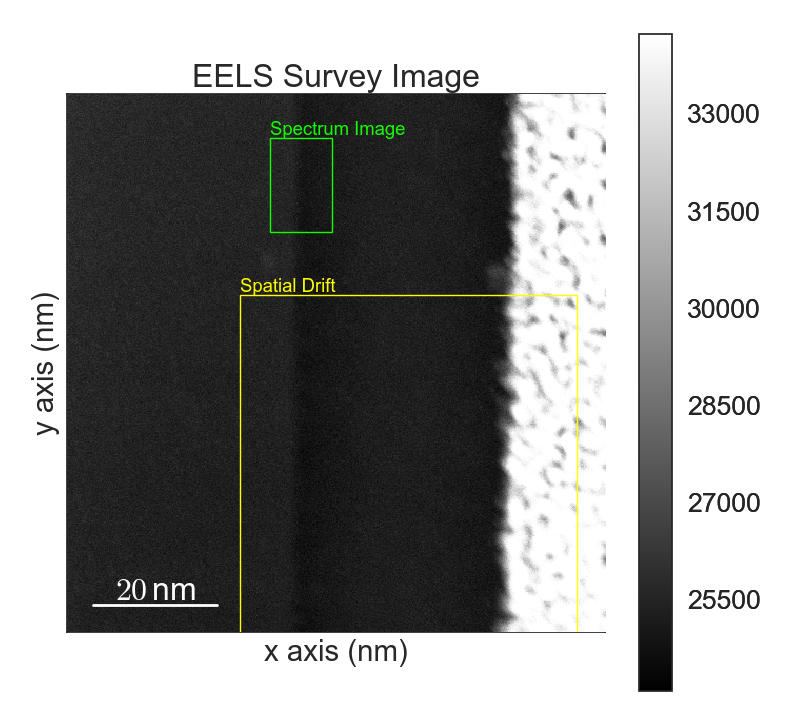 EELS Survey Image
Spectrum Image
Spatial Drift
20 nm
x axis (nm)
y axis (nm)
33000
31500
30000
28500
27000
25500